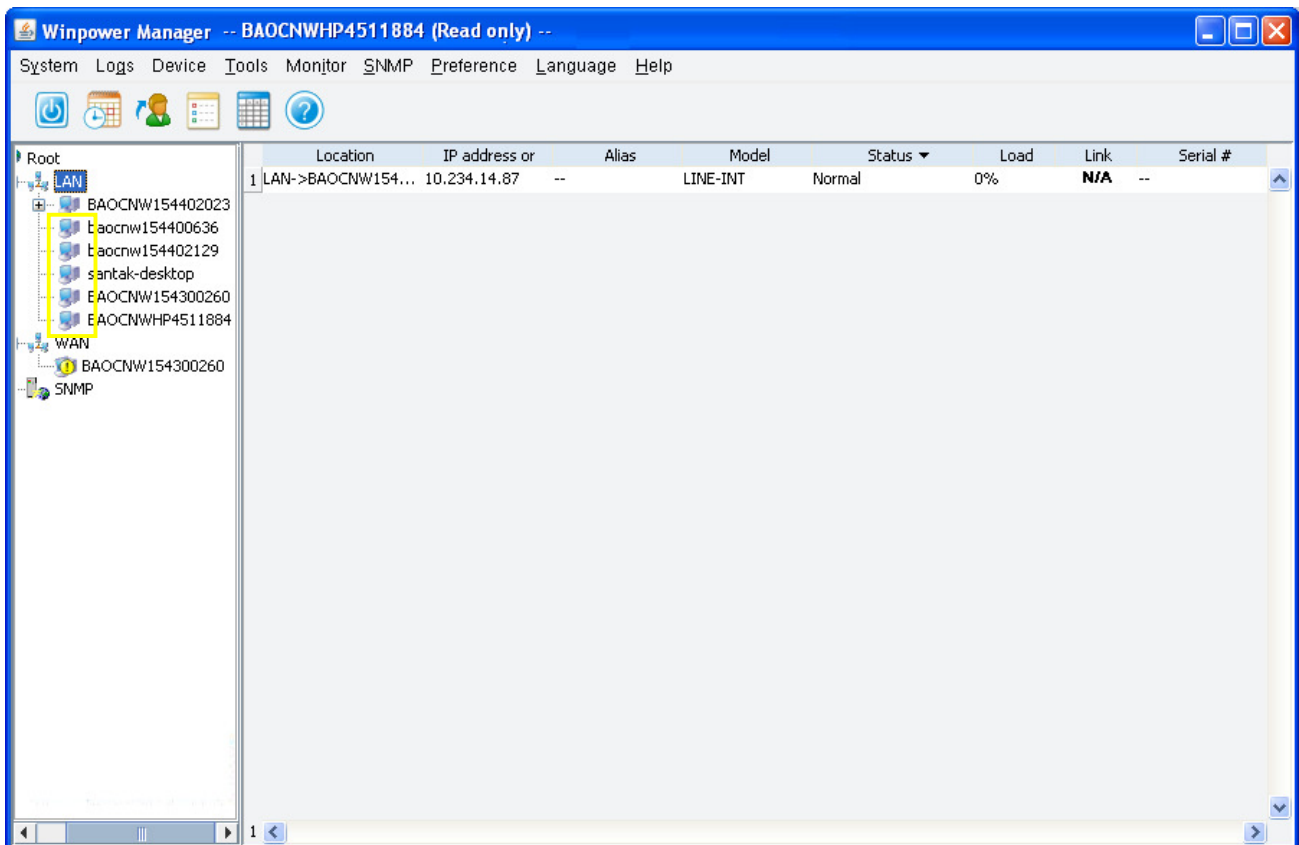 Winpower Manager -- BAOCNWHP4511884 (Read only) --
System Logs Device Tools Monitor SNMP Preference Language Help
Root
LAN
BAOCNW154402023
baocnw154400636
baocnw154402129
santak-desktop
BAOCNW154300260
BAOCNWHP4511884
WAN
BAOCNW154300260
SNMP
Location IP address or Alias Model Status Load Link Serial #
1 LAN->BAOCNW154... 10.234.14.87 -- LINE-INT Normal 0% N/A --
1